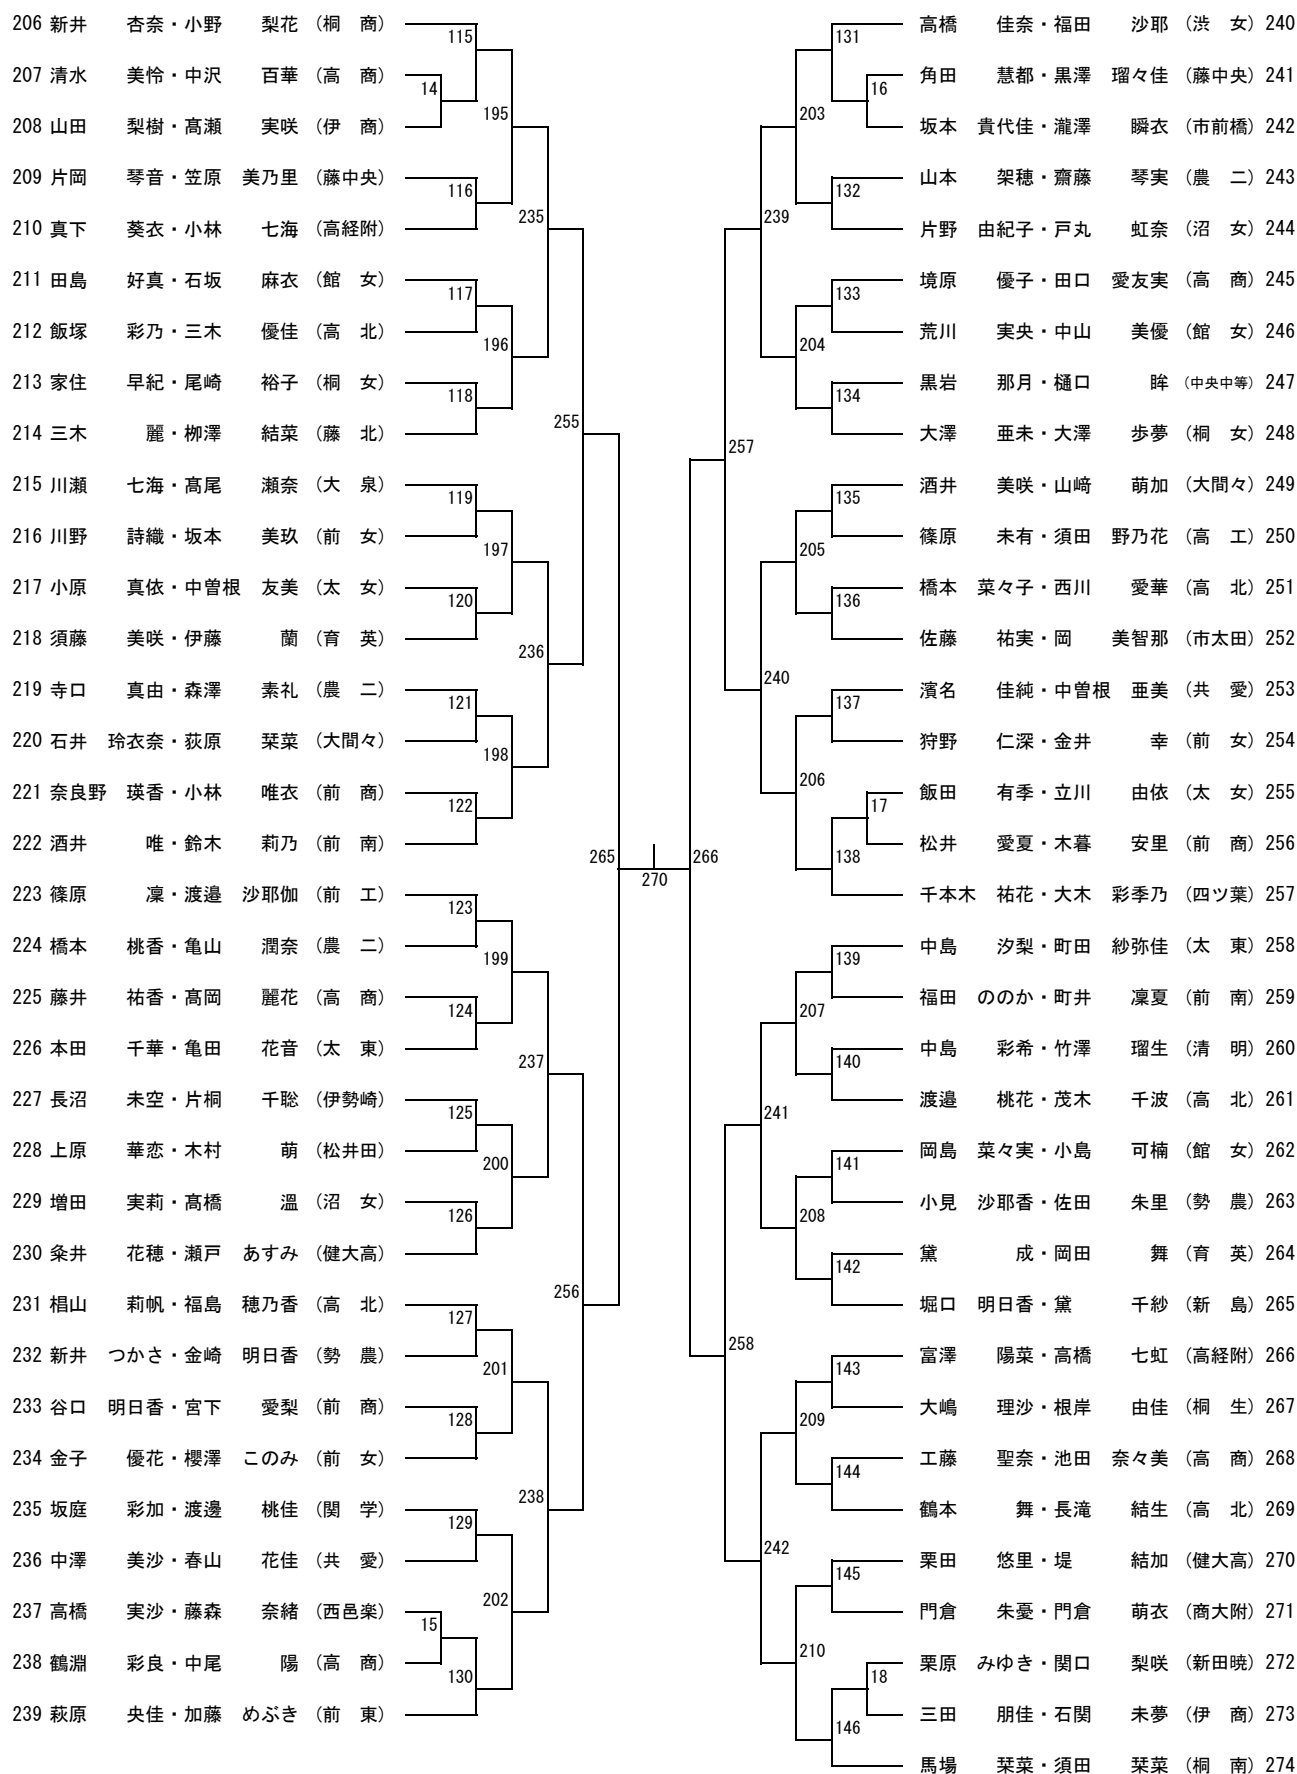 206 新井 杏奈・小野 梨花 (桐 商)
115
207 清水 美怜・中沢 百華 (高 商)
14
208 山田 梨樹・髙瀬 実咲 (伊 商)
195
209 片岡 琴音・笠原 美乃里 (藤中央)
116
210 真下 葵衣・小林 七海 (高経附)
235
211 田島 好真・石坂 麻衣 (館 女)
117
212 飯塚 彩乃・三木 優佳 (高 北)
196
213 家住 早紀・尾崎 裕子 (桐 女)
118
214 三木 麗・栁澤 結菜 (藤 北)
255
215 川瀬 七海・髙尾 瀬奈 (大 泉)
119
216 川野 詩織・坂本 美玖 (前 女)
197
217 小原 真依・中曽根 友美 (太 女)
120
218 須藤 美咲・伊藤 蘭 (育 英)
236
219 寺口 真由・森澤 素礼 (農 二)
121
220 石井 玲衣奈・荻原 栞菜 (大間々)
198
221 奈良野 瑛香・小林 唯衣 (前 商)
122
222 酒井 唯・鈴木 莉乃 (前 南)
265
223 篠原 凜・渡邉 沙耶伽 (前 工)
123
224 橋本 桃香・亀山 潤奈 (農 二)
199
225 藤井 祐香・髙岡 麗花 (高 商)
124
226 本田 千華・亀田 花音 (太 東)
237
227 長沼 未空・片桐 千聡 (伊勢崎)
125
228 上原 華恋・木村 萌 (松井田)
200
229 増田 実莉・髙橋 温 (沼 女)
126
230 粂井 花穂・瀬戸 あすみ (健大高)
256
231 椙山 莉帆・福島 穂乃香 (高 北)
127
232 新井 つかさ・金崎 明日香 (勢 農)
201
233 谷口 明日香・宮下 愛梨 (前 商)
128
234 金子 優花・櫻澤 このみ (前 女)
238
235 坂庭 彩加・渡邊 桃佳 (関 学)
129
236 中澤 美沙・春山 花佳 (共 愛)
202
237 高橋 実沙・藤森 奈緒 (西邑楽)
15
238 鶴淵 彩良・中尾 陽 (高 商)
130
239 萩原 央佳・加藤 めぶき (前 東)
270
高橋 佳奈・福田 沙耶 (渋 女) 240
131
角田 慧都・黒澤 瑠々佳 (藤中央) 241
16
203
坂本 貴代佳・瀧澤 瞬衣 (市前橋) 242
山本 架穂・齋藤 琴実 (農 二) 243
132
239
片野 由紀子・戸丸 虹奈 (沼 女) 244
境原 優子・田口 愛友実 (高 商) 245
133
荒川 実央・中山 美優 (館 女) 246
204
黒岩 那月・樋口 眸 (中央中等) 247
134
大澤 亜未・大澤 歩夢 (桐 女) 248
257
酒井 美咲・山﨑 萌加 (大間々) 249
135
篠原 未有・須田 野乃花 (高 工) 250
205
橋本 菜々子・西川 愛華 (高 北) 251
136
佐藤 祐実・岡 美智那 (市太田) 252
240
濱名 佳純・中曽根 亜美 (共 愛) 253
137
狩野 仁深・金井 幸 (前 女) 254
206
飯田 有季・立川 由依 (太 女) 255
17
松井 愛夏・木暮 安里 (前 商) 256
138
266
千本木 祐花・大木 彩季乃 (四ツ葉) 257
中島 汐梨・町田 紗弥佳 (太 東) 258
139
福田 ののか・町井 凜夏 (前 南) 259
207
中島 彩希・竹澤 瑠生 (清 明) 260
140
渡邉 桃花・茂木 千波 (高 北) 261
241
岡島 菜々実・小島 可楠 (館 女) 262
141
小見 沙耶香・佐田 朱里 (勢 農) 263
208
黛 成・岡田 舞 (育 英) 264
142
堀口 明日香・黛 千紗 (新 島) 265
258
富澤 陽菜・高橋 七虹 (高経附) 266
143
大嶋 理沙・根岸 由佳 (桐 生) 267
209
工藤 聖奈・池田 奈々美 (高 商) 268
144
鶴本 舞・長滝 結生 (高 北) 269
242
栗田 悠里・堤 結加 (健大高) 270
145
門倉 朱憂・門倉 萌衣 (商大附) 271
210
栗原 みゆき・関口 梨咲 (新田暁) 272
18
三田 朋佳・石関 未夢 (伊 商) 273
146
馬場 栞菜・須田 栞菜 (桐 南) 274